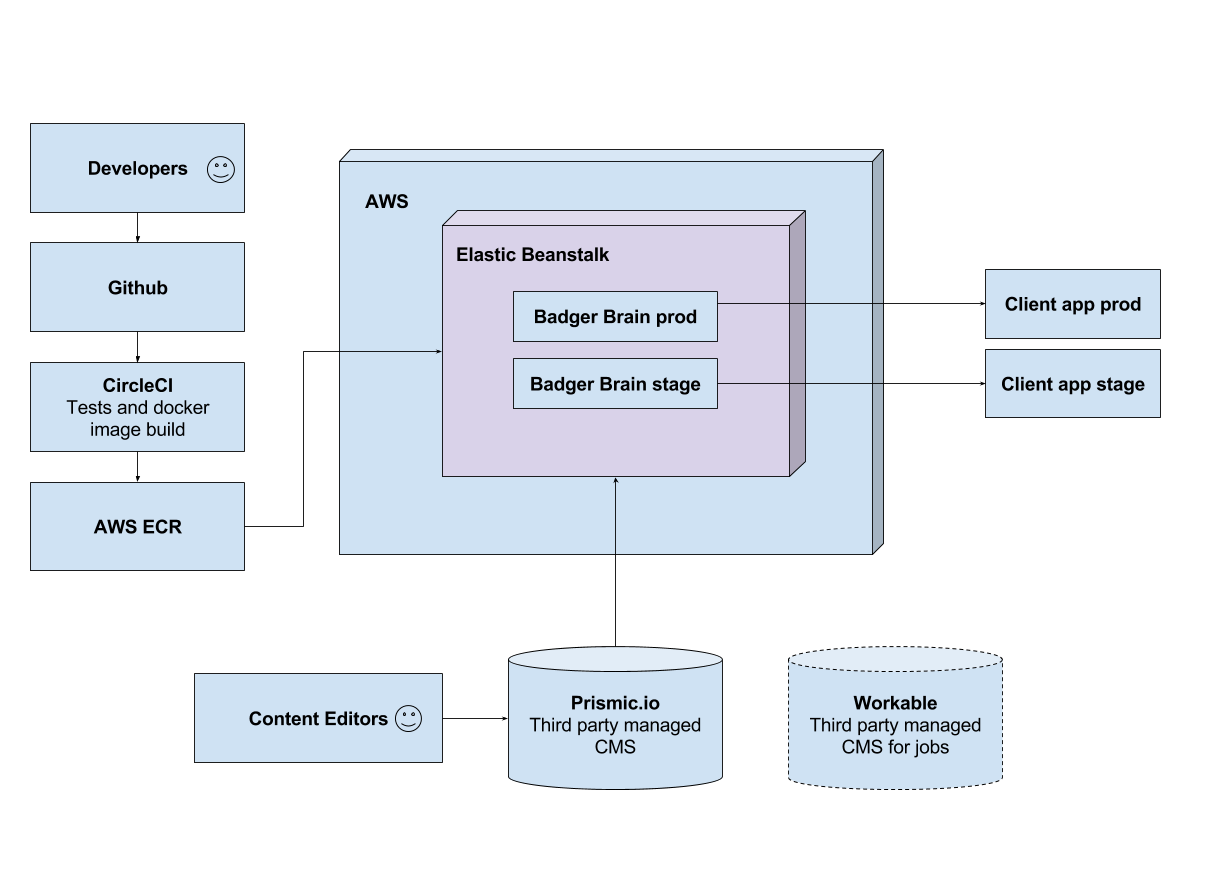 Developers
Github
CircleCI
Tests and docker
image build
AWS ECR
AWS
Elastic Beanstalk
Badger Brain prod
Badger Brain stage
Client app prod
Client app stage
Content Editors
Prismic.io
Third party managed
CMS
Workable
Third party managed
CMS for jobs